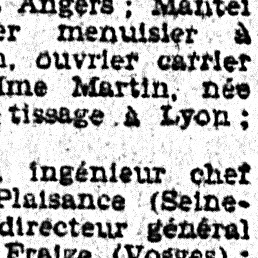 Angers ; Mantel
er menuisier à
n, ouvrier carrier
Mme Martin, née
tissage à Lyon ;
ingénieur chef
Plaisance (Seine-
directeur général
Fraize (Vosges) ;